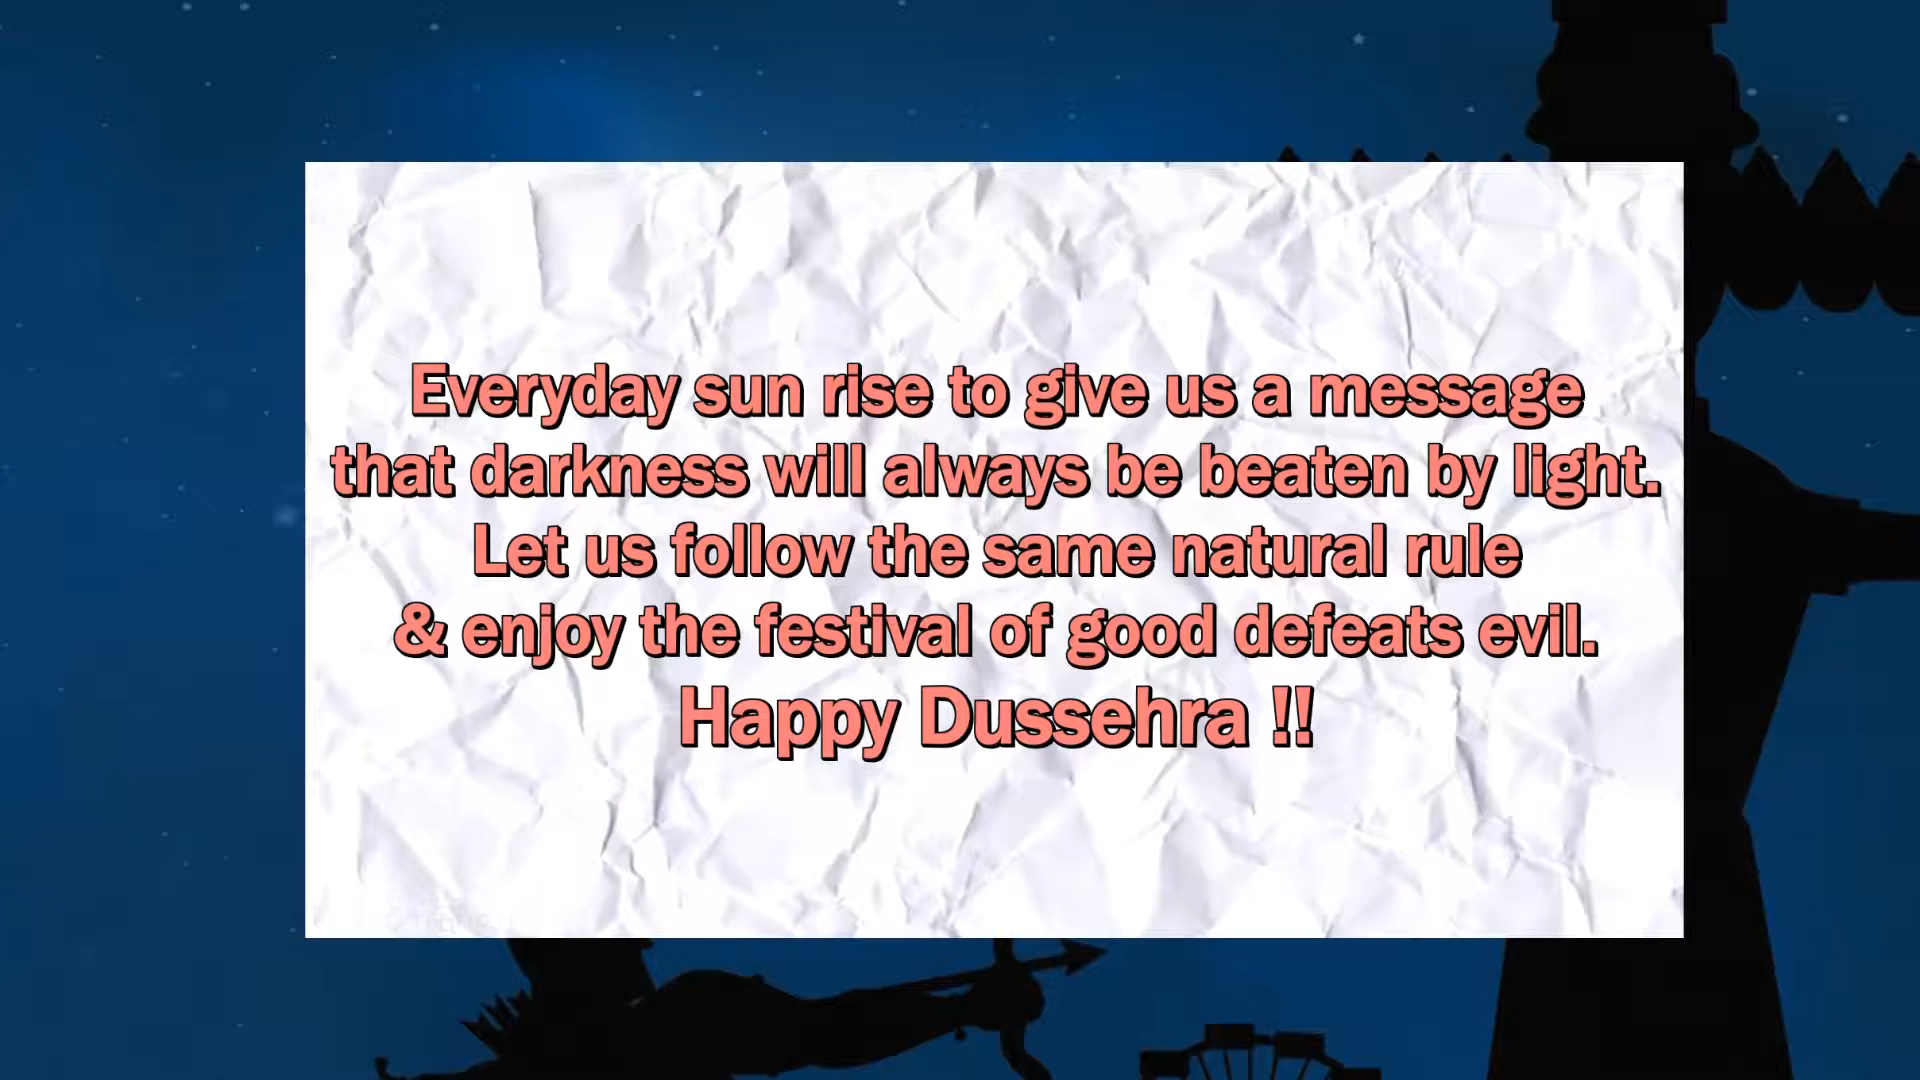 Everyday sun rise to give us a message
that darkness will always be beaten by light.
Let us follow the same natural rule
& enjoy the festival of good defeats evil.
Happy Dussehra !!